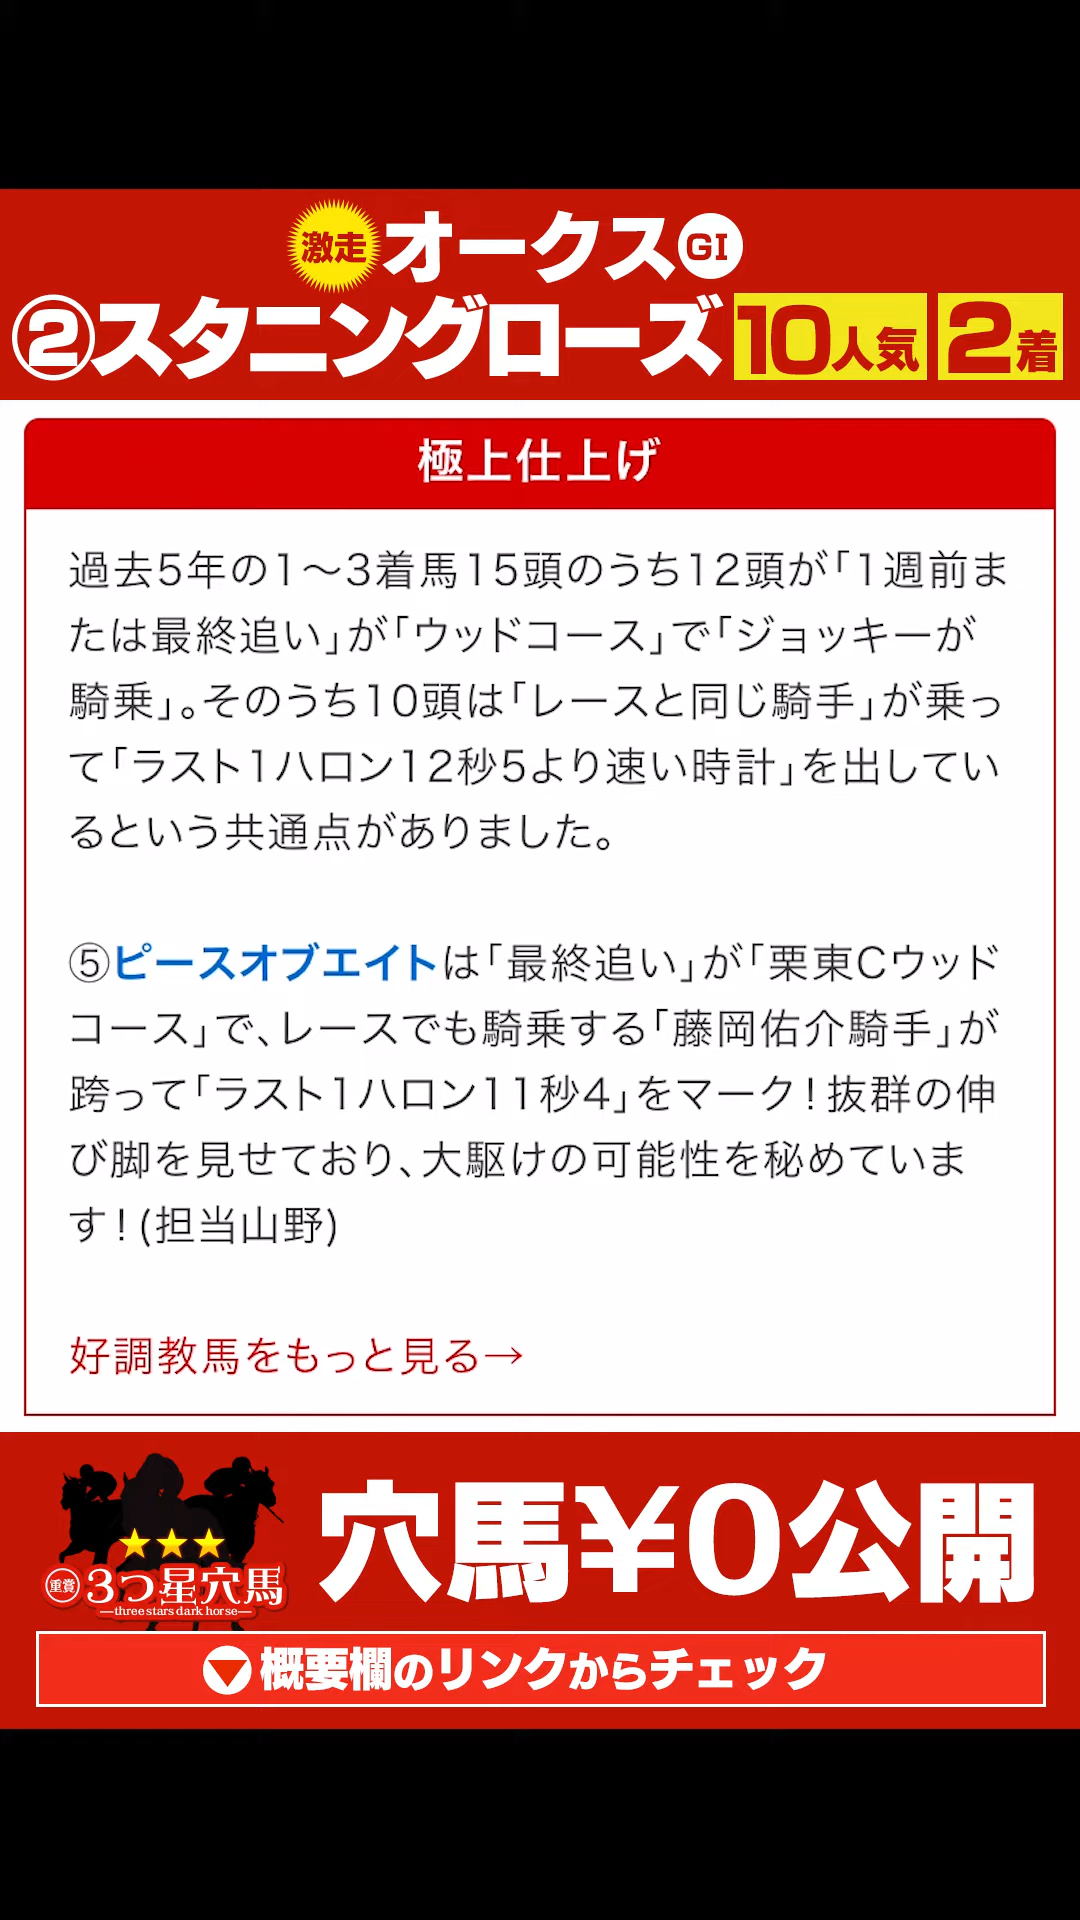 激走 オークス GI
②スタニングローズ 10人気 2着
極上仕上げ
過去5年の1〜3着馬15頭のうち12頭が「1週前ま
たは最終追い」が「ウッドコース」で「ジョッキーが
騎乗」。そのうち10頭は「レースと同じ騎手」が乗っ
て「ラスト1ハロン12秒5より速い時計」を出してい
るという共通点がありました。
⑤ピースオブエイトは「最終追い」が「栗東Cウッド
コース」で、レースでも騎乗する「藤岡佑介騎手」が
跨って「ラスト1ハロン11秒4」をマーク！抜群の伸
び脚を見せており、大駆けの可能性を秘めていま
す！(担当山野)
好調教馬をもっと見る→
★★★
重賞 3つ星穴馬
—three stars dark horse—
穴馬¥0公開
▼概要欄のリンクからチェック